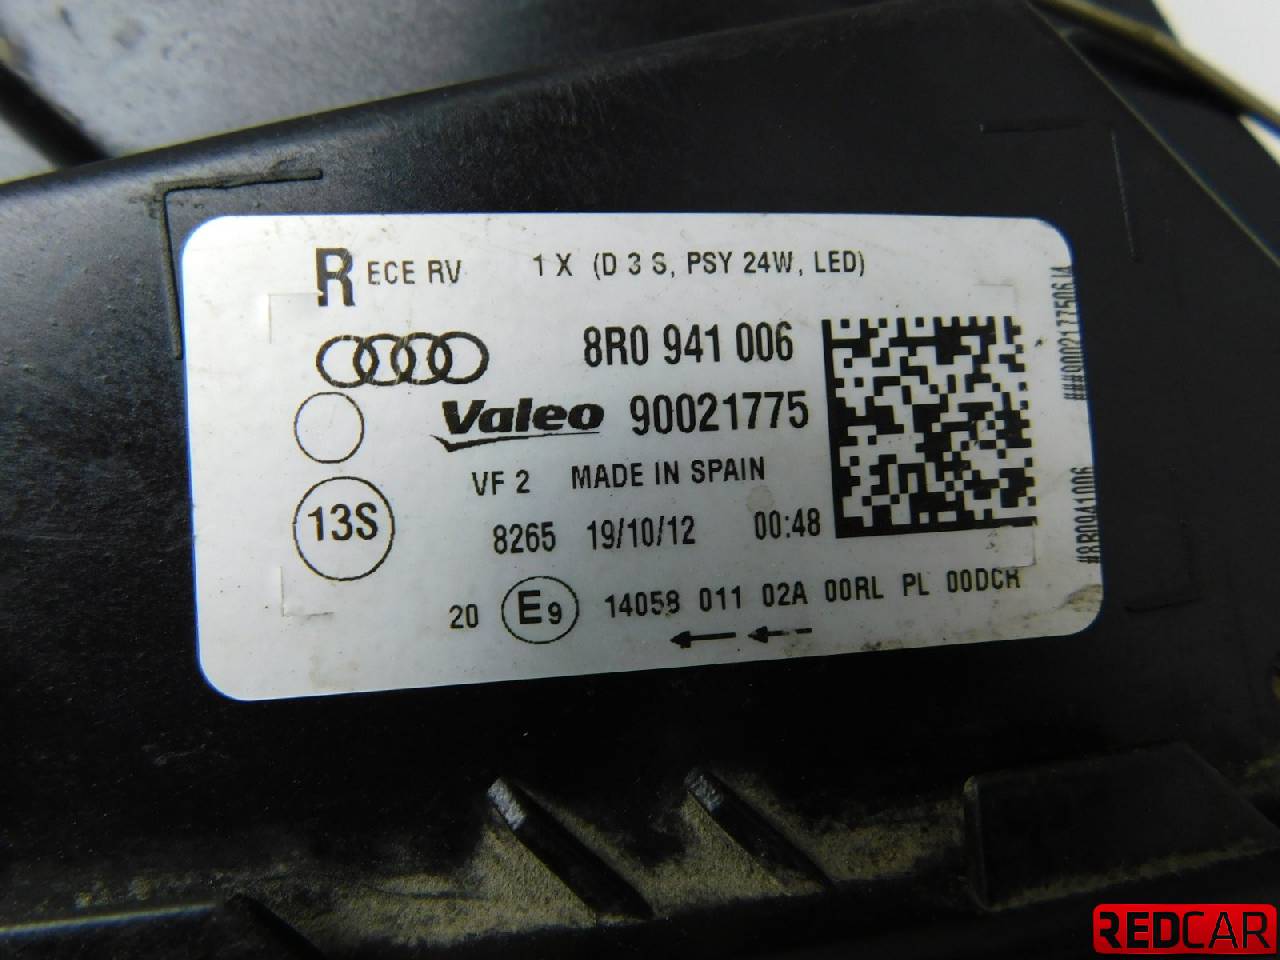 R ECE RV 1 X (D 3 S, PSY 24W, LED)
8R0 941 006
Valeo 90021775
VF 2 MADE IN SPAIN
13S
8265 19/10/12 00:48
20 E9 14058 011 02A 00RL PL 00DCR
###9002177506J4
#8R0941006
REDCAR